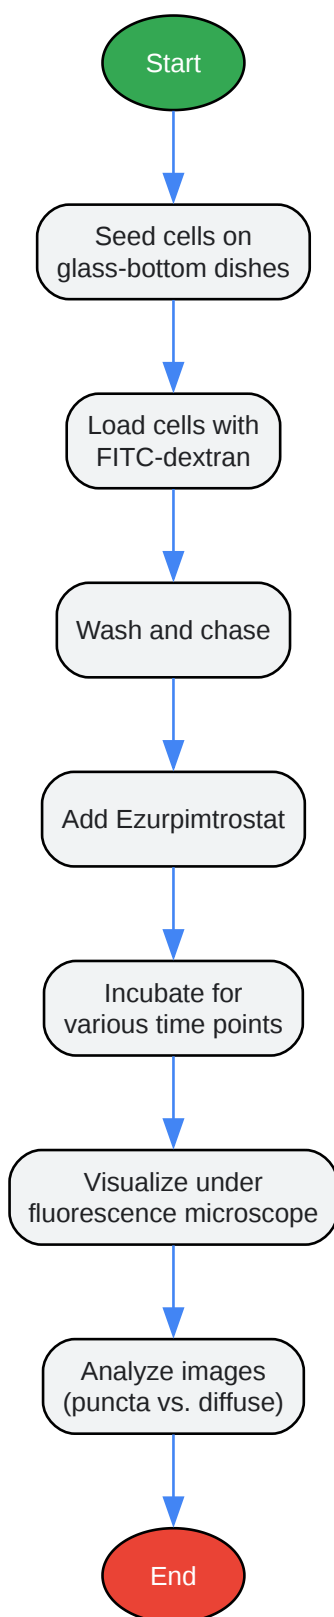 Start
Seed cells on
glass-bottom dishes
Load cells with
FITC-dextran
Wash and chase
Add Ezurpimtrostat
Incubate for
various time points
Visualize under
fluorescence microscope
Analyze images
(puncta vs. diffuse)
End